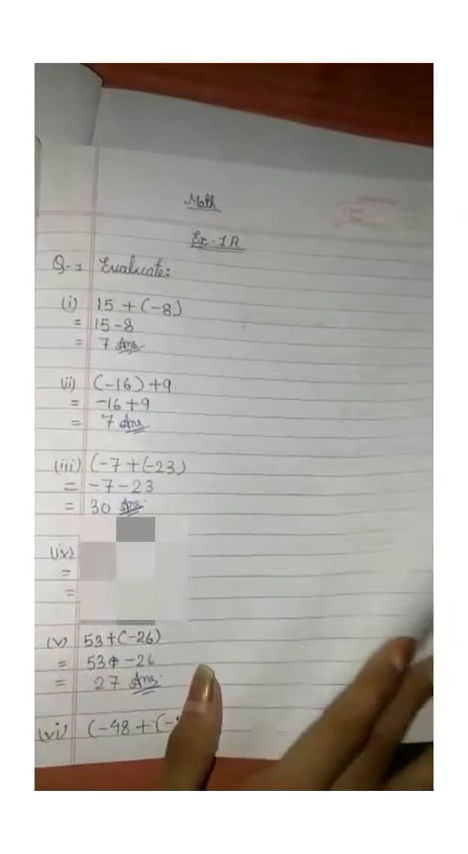 Math
Ex-1A
Q-1 Evaluate:
(i) 15 + (-8)
= 15-8
= 7 Ans
(ii) (-16) +9
= -16+9
= 7 Ans
(iii) (-7 +(-23)
= -7-23
= 30 Ans.
(iv)
=
=
(v) 53+(-26)
= 53 -26
= 27 Ans.
(vi) (-48 + (-